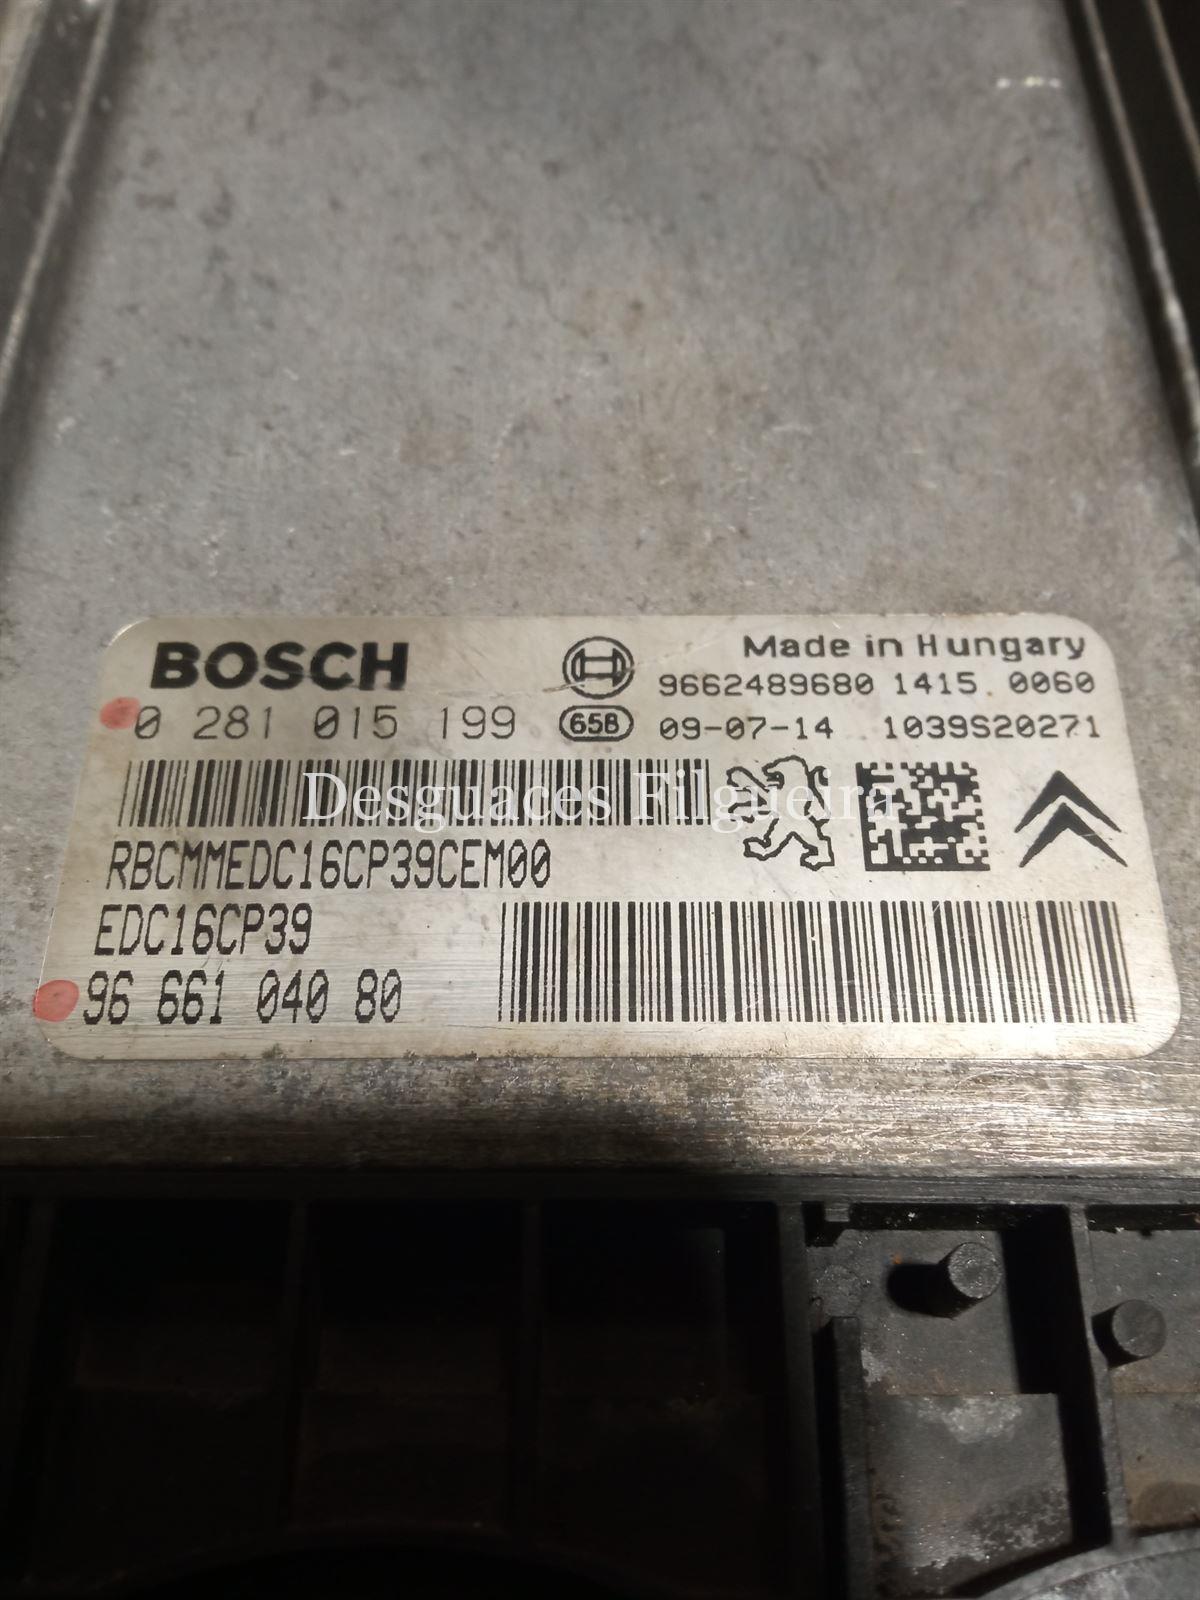 BOSCH
Made in Hungary
9662489680 1415 0060
0 281 015 199
65B
09-07-14 1039S20271
Desguaces Filgueira
RBCMMEDC16CP39CEM00
EDC16CP39
96 661 040 80